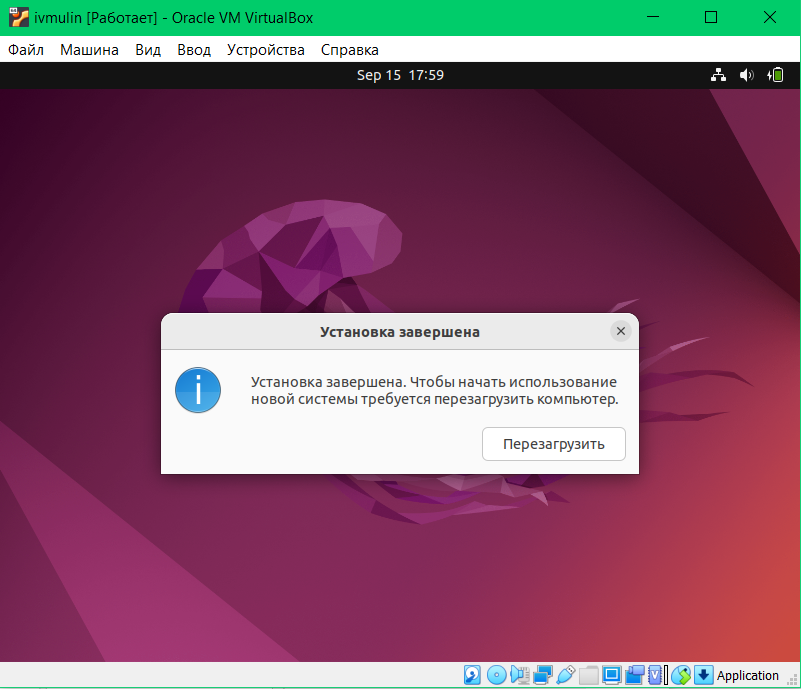 ivmulin [Работает] - Oracle VM VirtualBox
Файл Машина Вид Ввод Устройства Справка
Sep 15 17:59
Установка завершена
Установка завершена. Чтобы начать использование
новой системы требуется перезагрузить компьютер.
Перезагрузить
Application